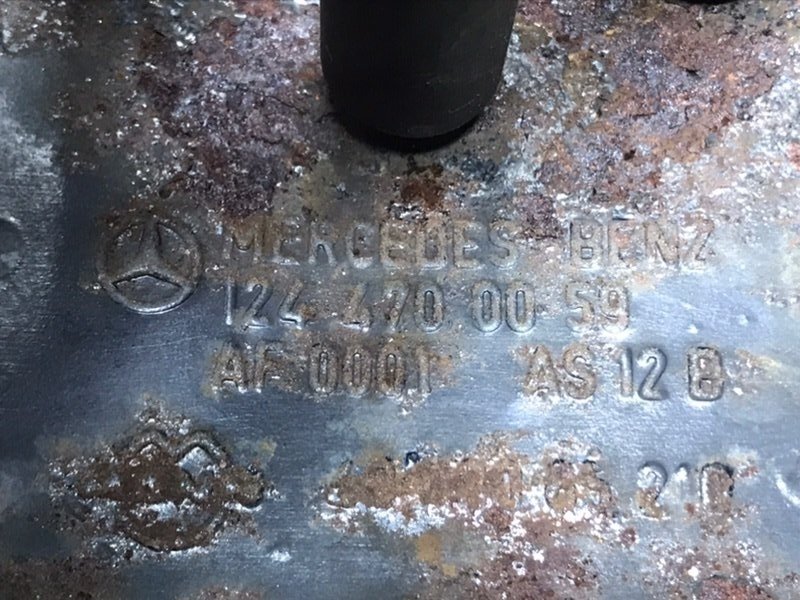 MERCEDES-BENZ
124 470 00 59
AF 0001 AS 12 B